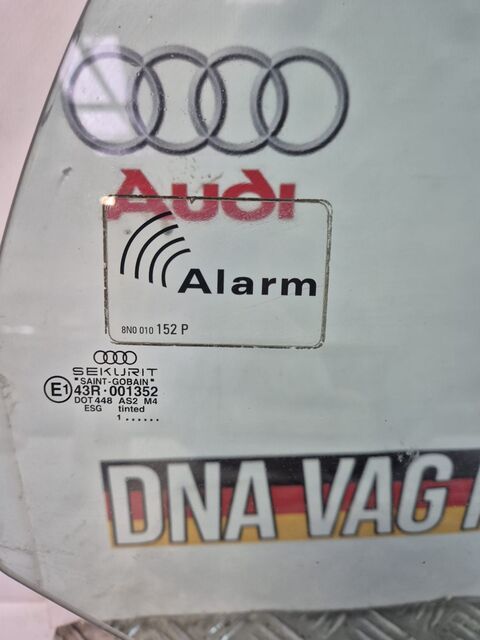 Audi
Alarm
8N0 010 152 P
SEKURIT
"SAINT-GOBAIN"
E1 43R-001352
DOT 448 AS2 M4
ESG tinted
1 ......
DNA VAG